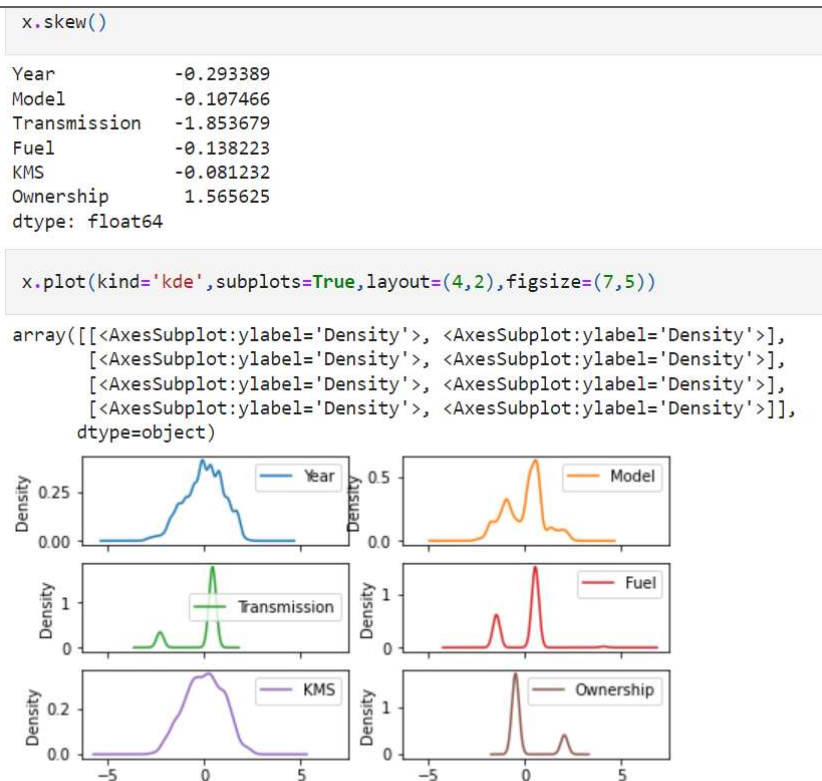 x.skew()
Year -0.293389
Model -0.107466
Transmission -1.853679
Fuel -0.138223
KMS -0.081232
Ownership 1.565625
dtype: float64
x.plot(kind='kde',subplots=True,layout=(4,2),figsize=(7,5))
array([[<AxesSubplot:ylabel='Density'>, <AxesSubplot:ylabel='Density'>],
[<AxesSubplot:ylabel='Density'>, <AxesSubplot:ylabel='Density'>],
[<AxesSubplot:ylabel='Density'>, <AxesSubplot:ylabel='Density'>],
[<AxesSubplot:ylabel='Density'>, <AxesSubplot:ylabel='Density'>]],
dtype=object)
Density
0.25
0.00
Year
Density
0.5
0.0
Model
Density
1
0
Transmission
Density
1
0
Fuel
Density
0.2
0.0
KMS
-5 0 5
Density
1
0
Ownership
-5 0 5